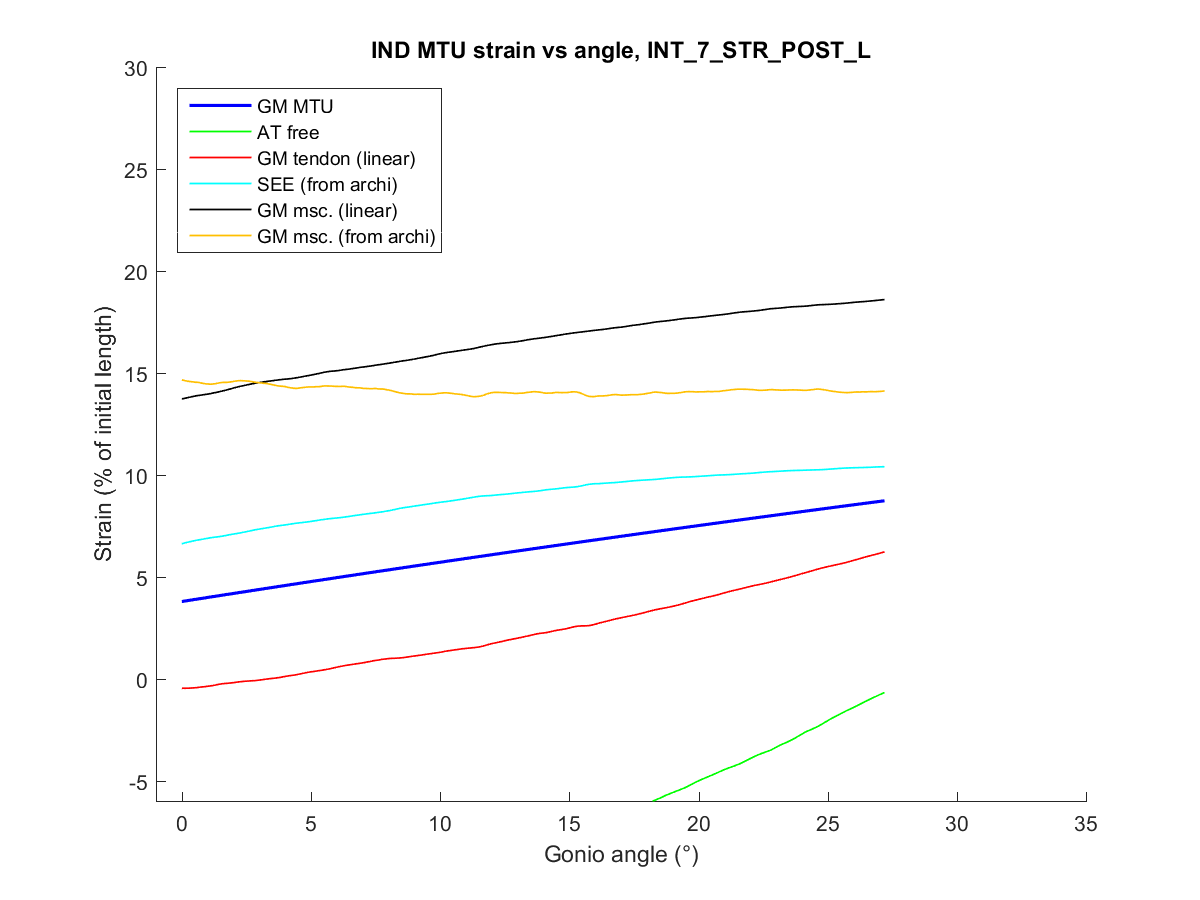 IND MTU strain vs angle, INT_7_STR_POST_L
30
25
20
15
10
5
0
-5
Strain (% of initial length)
GM MTU
AT free
GM tendon (linear)
SEE (from archi)
GM msc. (linear)
GM msc. (from archi)
0 5 10 15 20 25 30 35
Gonio angle (°)